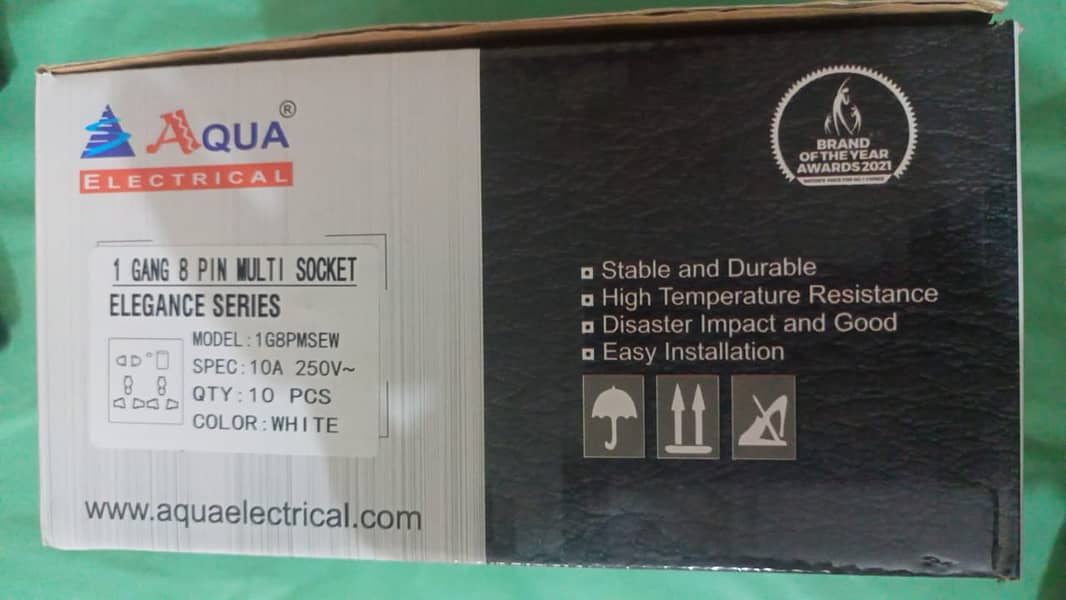 AQUA®
ELECTRICAL
1 GANG 8 PIN MULTI SOCKET
ELEGANCE SERIES
MODEL:1G8PMSEW
SPEC:10A 250V~
QTY:10 PCS
COLOR:WHITE
www.aquaelectrical.com
BRAND
OF THE YEAR
AWARDS 2021
Stable and Durable
High Temperature Resistance
Disaster Impact and Good
Easy Installation